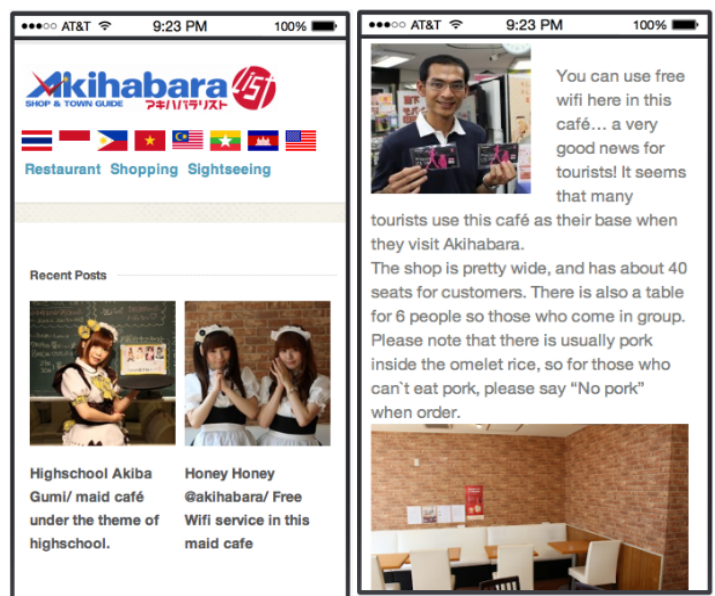 AT&T 9:23 PM 100%
Akihabara LIST
SHOP & TOWN GUIDE アキハバラリスト
Restaurant Shopping Sightseeing
Recent Posts
Highschool Akiba
Gumi/ maid café
under the theme of
highschool.
Honey Honey
@akihabara/ Free
Wifi service in this
maid cafe
AT&T 9:23 PM 100%
You can use free
wifi here in this
café… a very
good news for
tourists! It seems
that many
tourists use this café as their base when
they visit Akihabara.
The shop is pretty wide, and has about 40
seats for customers. There is also a table
for 6 people so those who come in group.
Please note that there is usually pork
inside the omelet rice, so for those who
can`t eat pork, please say “No pork”
when order.